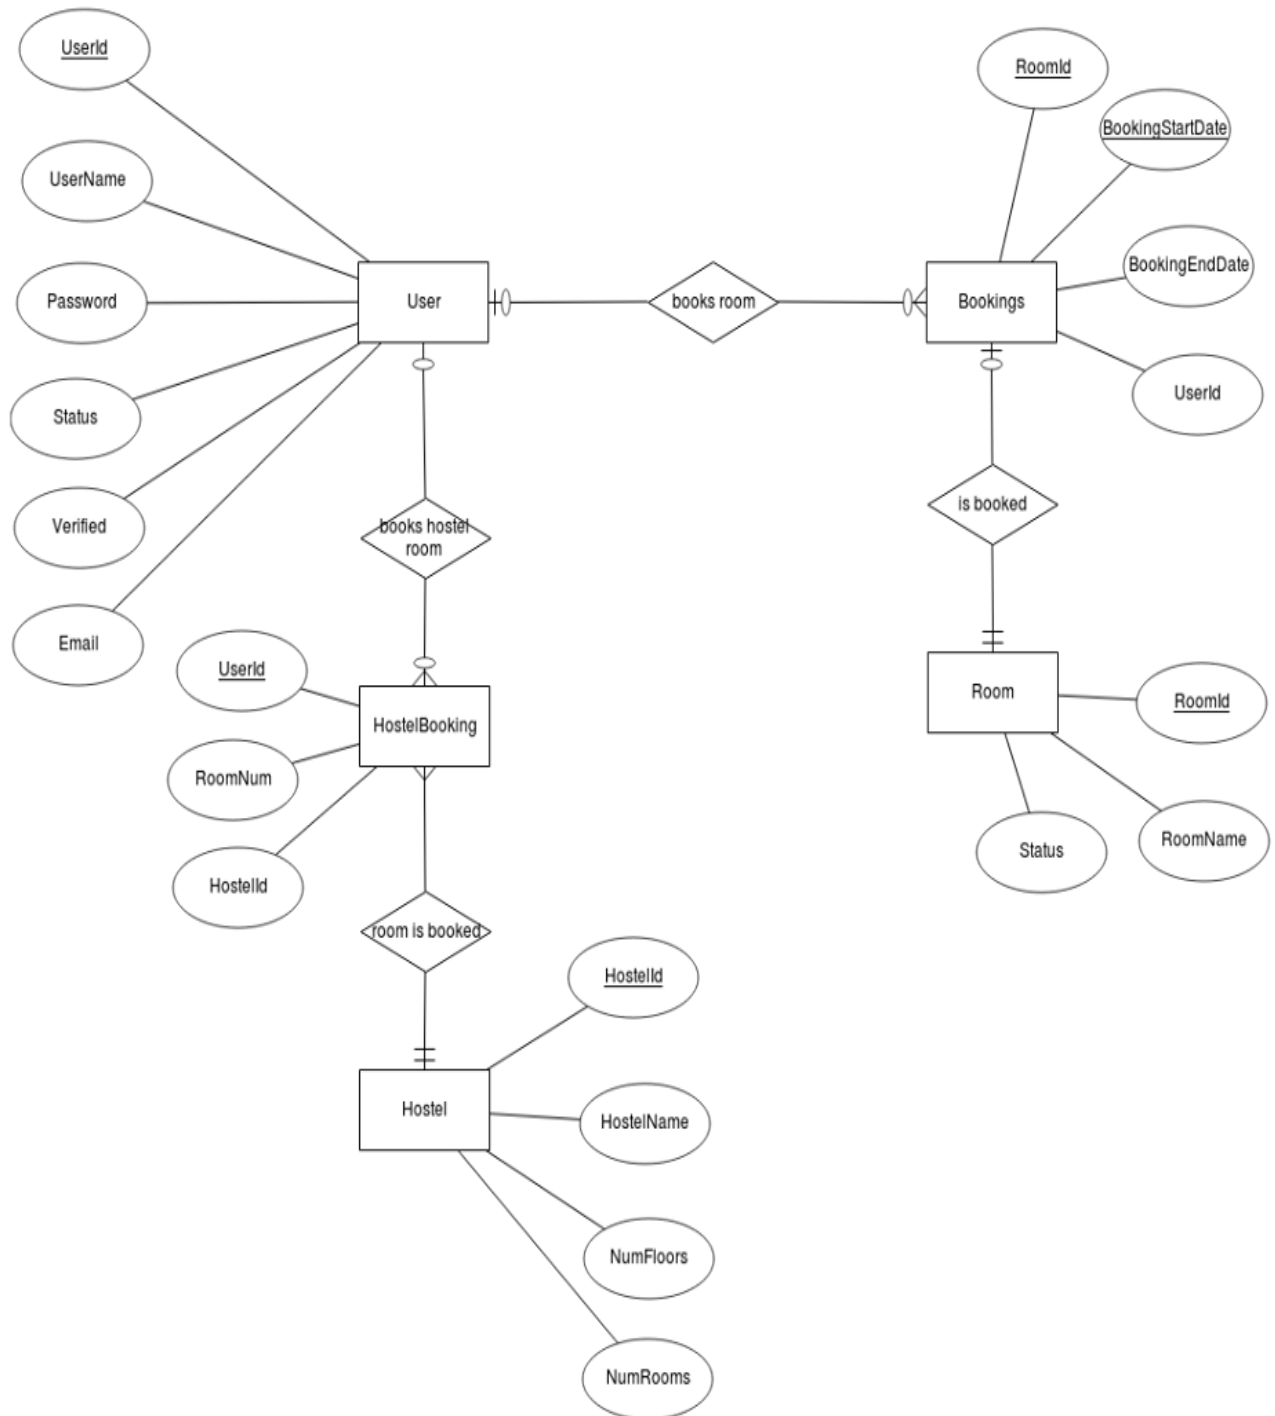 UserId
RoomId
BookingStartDate
UserName
BookingEndDate
Password
User
books room
Bookings
UserId
Status
is booked
Verified
books hostel
room
Email
UserId
HostelBooking
Room
RoomId
RoomNum
Status
RoomName
HostelId
room is booked
HostelId
Hostel
HostelName
NumFloors
NumRooms